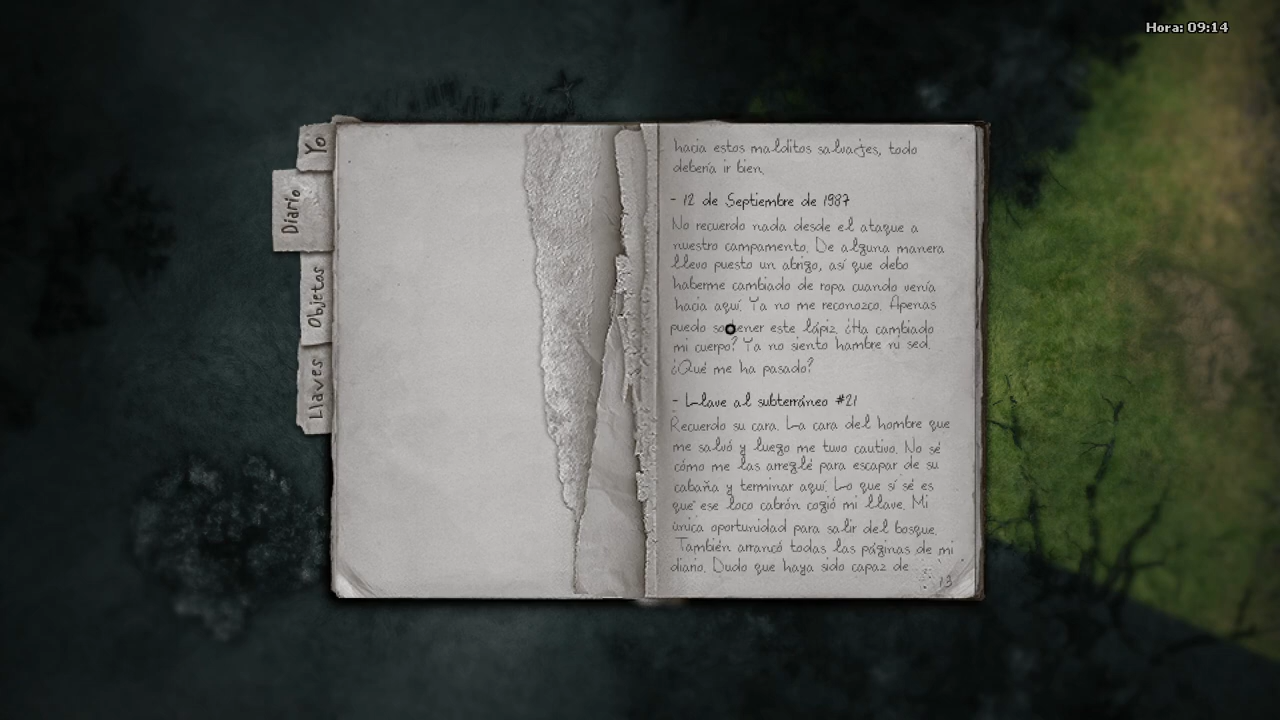 Hora: 09:14
Yo
Diario
Objetos
Llaves
hacia estos malditos salvajes, todo
debería ir bien.
- 12 de Septiembre de 1987
No recuerdo nada desde el ataque a
nuestro campamento. De alguna manera
llevo puesto un abrigo, así que debo
haberme cambiado de ropa cuando venía
hacia aquí. Ya no me reconozco. Apenas
puedo sostener este lápiz. ¿Ha cambiado
mi cuerpo? Ya no siento hambre ni sed.
¿Qué me ha pasado?
- Llave al subterráneo #21
Recuerdo su cara. La cara del hombre que
me salvó y luego me tuvo cautivo. No sé
cómo me las arreglé para escapar de su
cabaña y terminar aquí. Lo que sí sé es
que ese loco cabrón cogió mi llave. Mi
única oportunidad para salir del bosque.
También arrancó todas las páginas de mi
diario. Dudo que haya sido capaz de
13